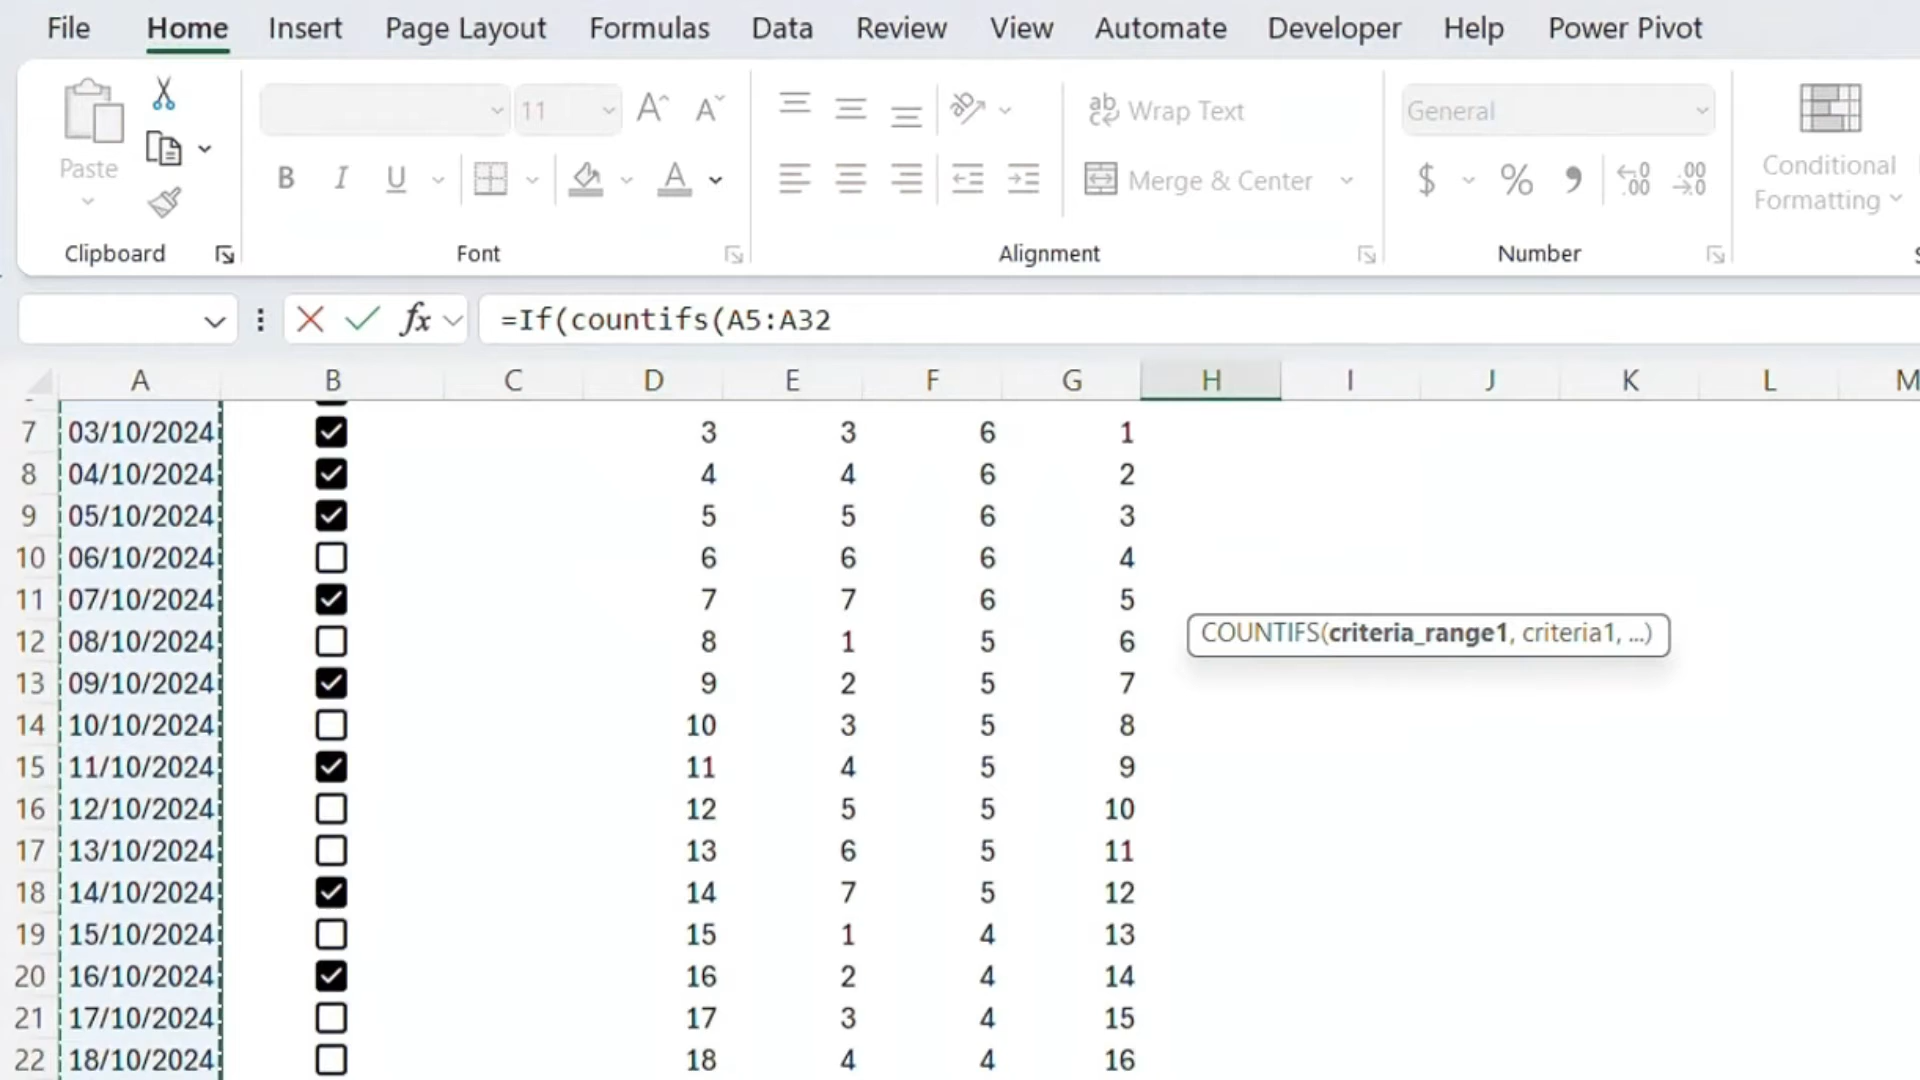 File Home Insert Page Layout Formulas Data Review View Automate Developer Help Power Pivot
11 ab Wrap Text General
Paste B I U Merge & Center $ % , .00 .00 Conditional Formatting
Clipboard Font Alignment Number
fx =If(countifs(A5:A32
A B C D E F G H I J K L M
7 03/10/2024 3 3 6 1
8 04/10/2024 4 4 6 2
9 05/10/2024 5 5 6 3
10 06/10/2024 6 6 6 4
11 07/10/2024 7 7 6 5
COUNTIFS(criteria_range1, criteria1, ...)
12 08/10/2024 8 1 5 6
13 09/10/2024 9 2 5 7
14 10/10/2024 10 3 5 8
15 11/10/2024 11 4 5 9
16 12/10/2024 12 5 5 10
17 13/10/2024 13 6 5 11
18 14/10/2024 14 7 5 12
19 15/10/2024 15 1 4 13
20 16/10/2024 16 2 4 14
21 17/10/2024 17 3 4 15
22 18/10/2024 18 4 4 16